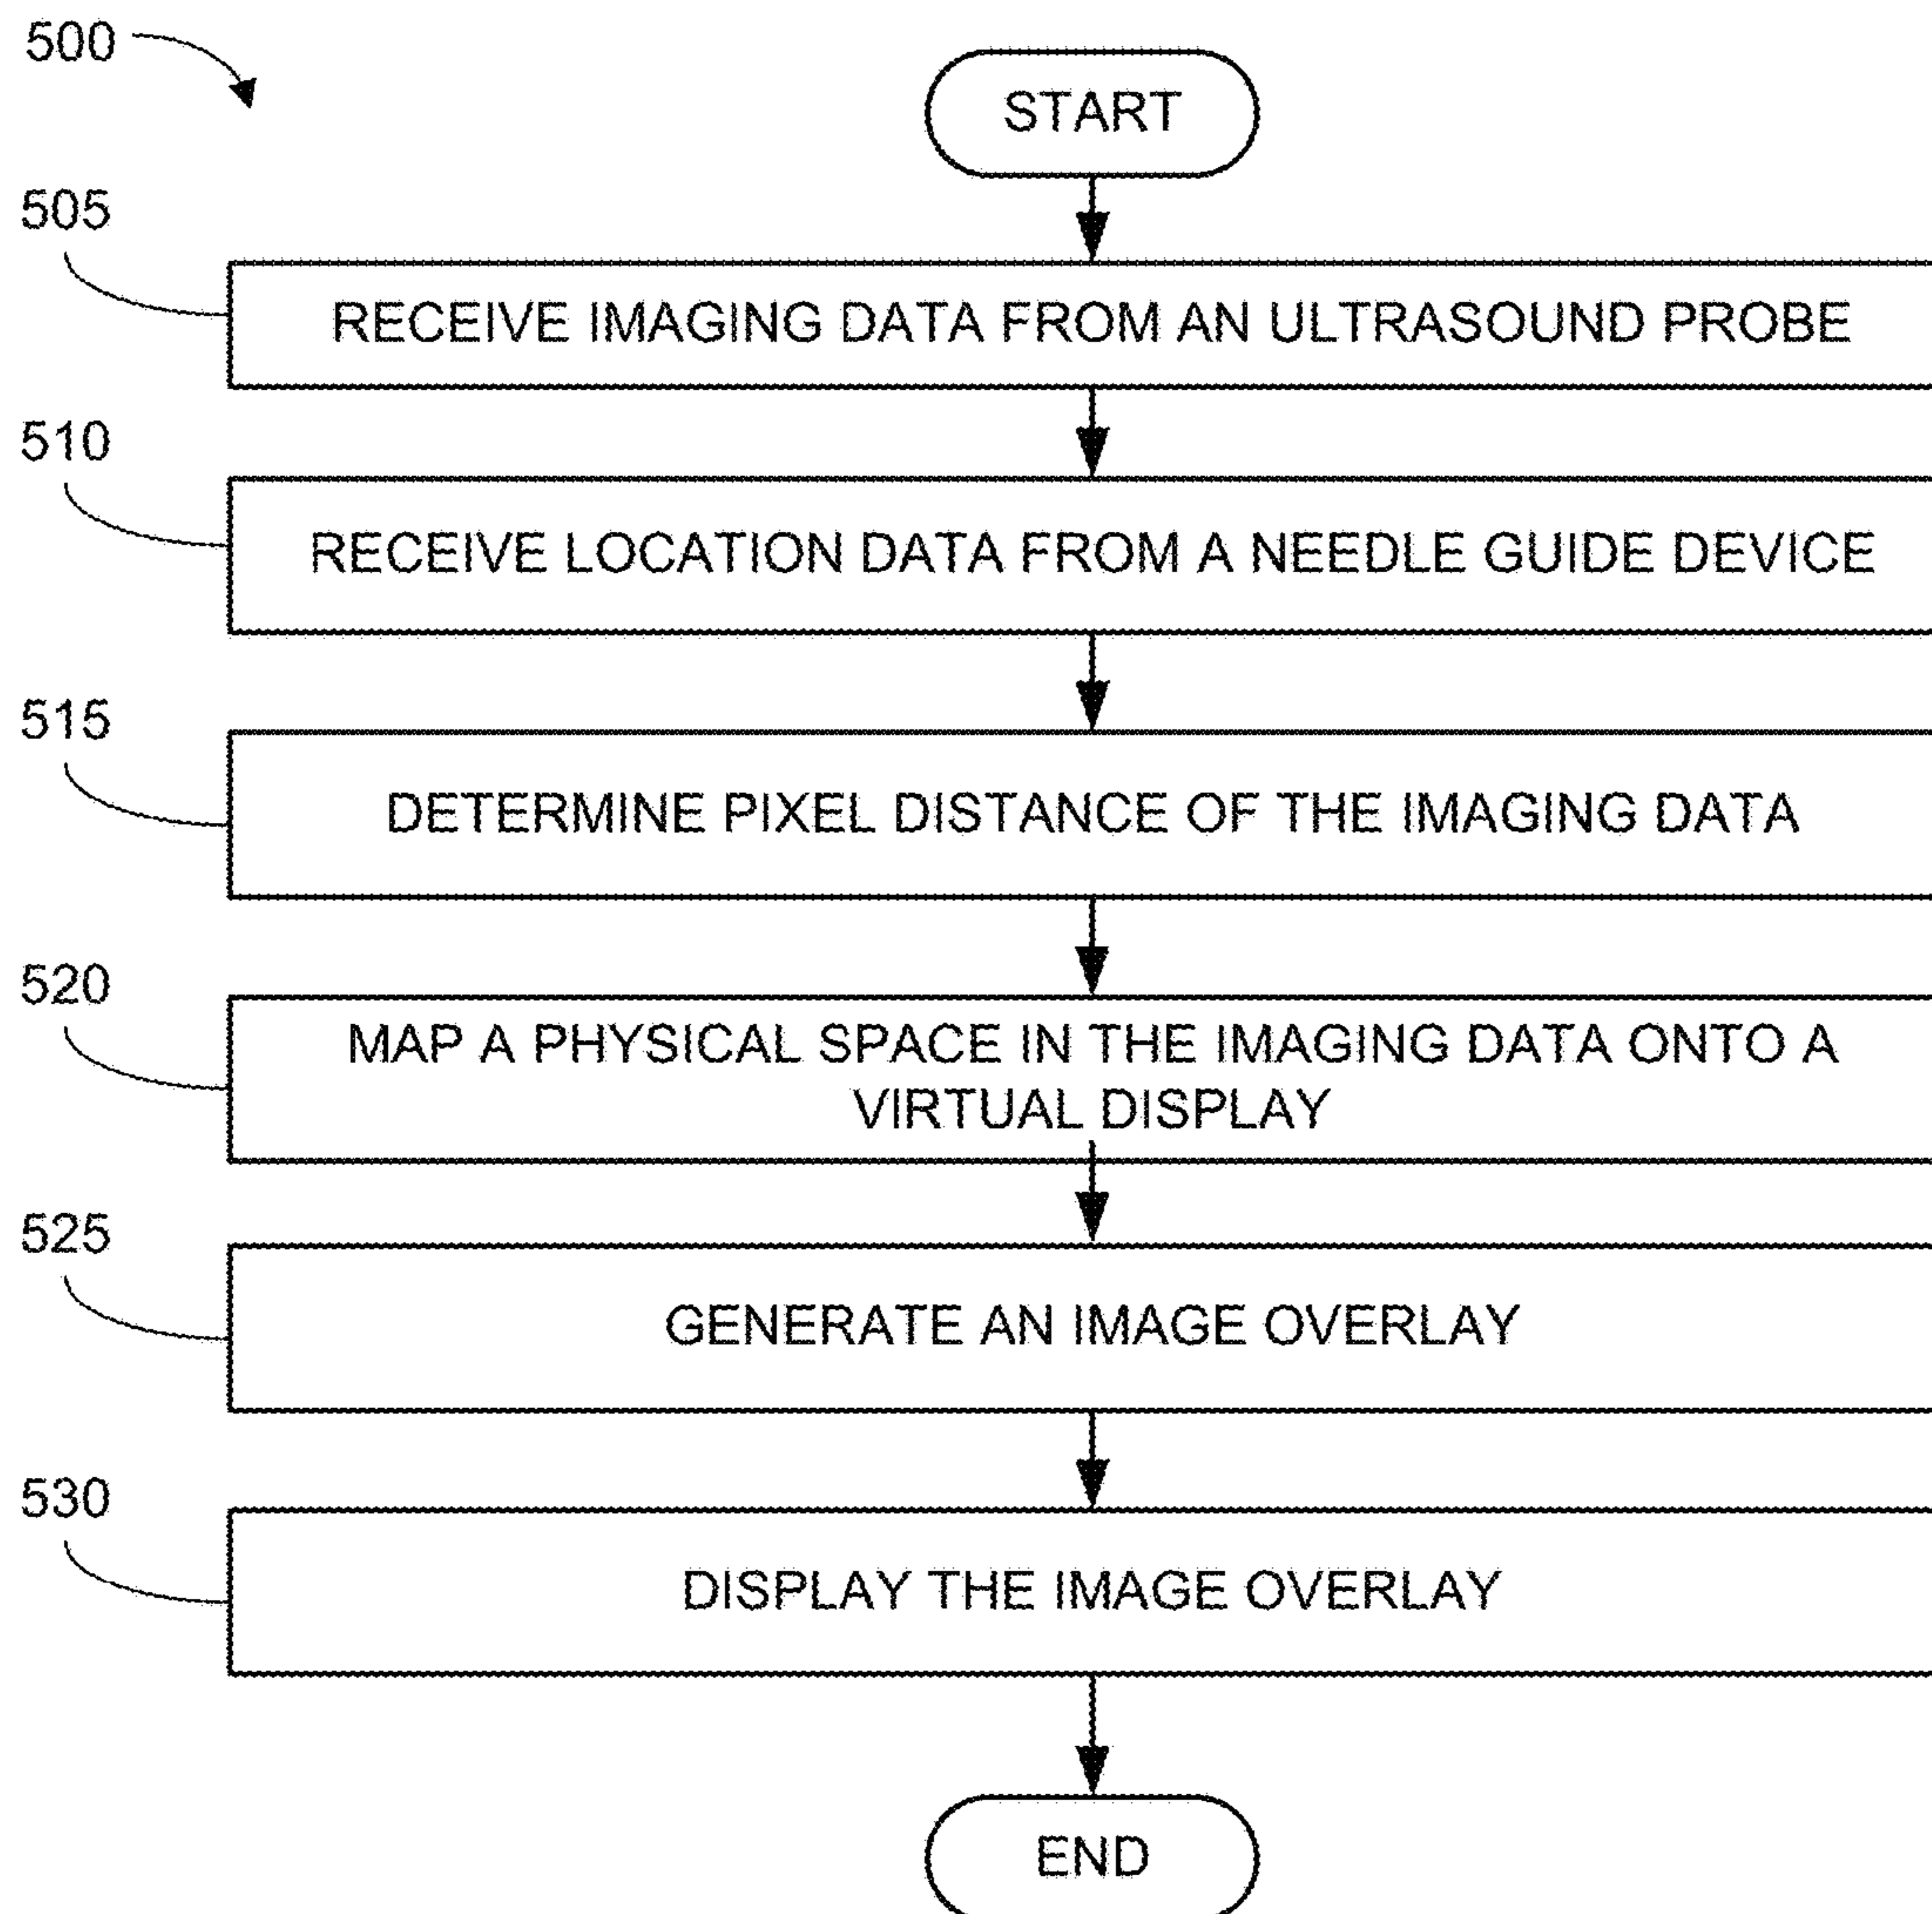 500
START
505
RECEIVE IMAGING DATA FROM AN ULTRASOUND PROBE
510
RECEIVE LOCATION DATA FROM A NEEDLE GUIDE DEVICE
515
DETERMINE PIXEL DISTANCE OF THE IMAGING DATA
520
MAP A PHYSICAL SPACE IN THE IMAGING DATA ONTO A
VIRTUAL DISPLAY
525
GENERATE AN IMAGE OVERLAY
530
DISPLAY THE IMAGE OVERLAY
END